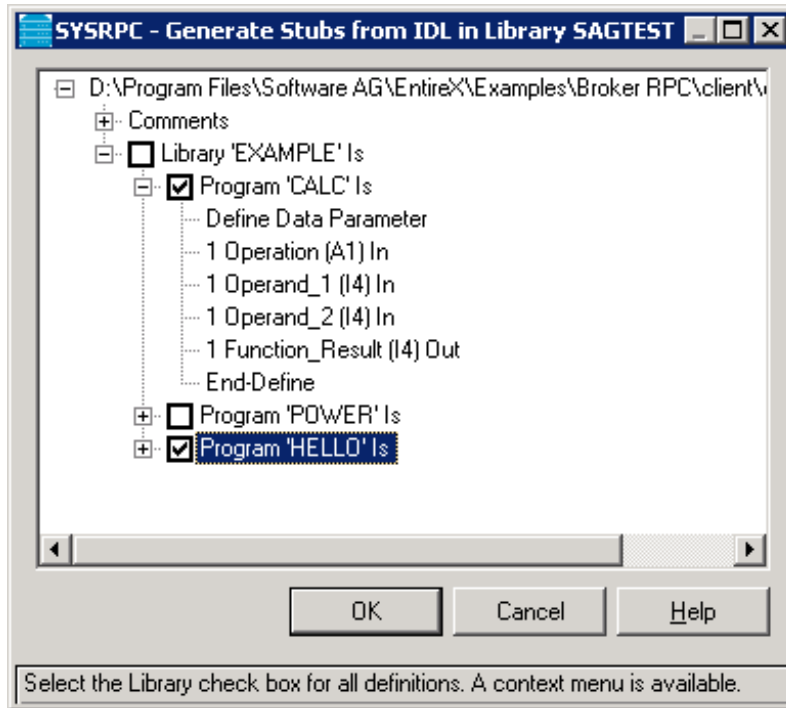 SYSRPC - Generate Stubs from IDL in Library SAGTEST
D:\Program Files\Software AG\EntireX\Examples\Broker RPC\client\
Comments
Library 'EXAMPLE' Is
Program 'CALC' Is
Define Data Parameter
1 Operation (A1) In
1 Operand_1 (I4) In
1 Operand_2 (I4) In
1 Function_Result (I4) Out
End-Define
Program 'POWER' Is
Program 'HELLO' Is
OK
Cancel
Help
Select the Library check box for all definitions. A context menu is available.